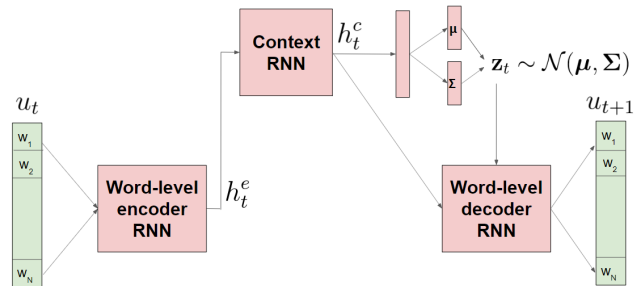 u_t
w_1
w_2
w_N
Word-level
encoder
RNN
h_t^e
Context
RNN
h_t^c
μ
Σ
z_t ∼ N(μ, Σ)
Word-level
decoder
RNN
u_{t+1}
w_1
w_2
w_N